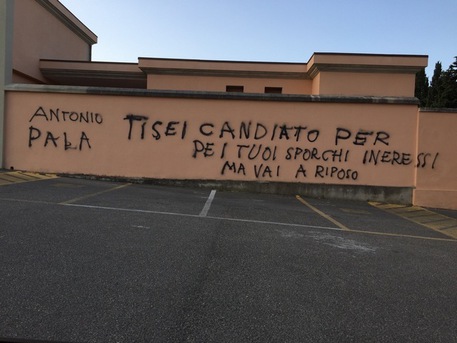 ANTONIO
PALA
TI SEI CANDIATO PER
PEI TUOI SPORCHI INERESSI
MA VAI A RIPOSO